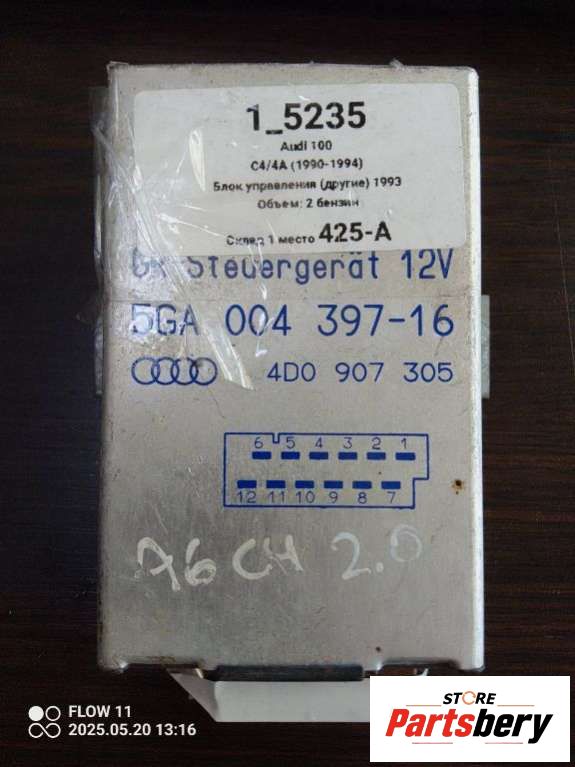 1_5235
Audi 100
C4/4A (1990-1994)
Блок управления (другие) 1993
Объем: 2 бензин
Склад 1 место 425-A
Steuergerät 12V
5GA 004 397-16
4D0 907 305
6 5 4 3 2 1
12 11 10 9 8 7
A6 C4 2.0
FLOW 11
2025.05.20 13:16
STORE
Partsbery